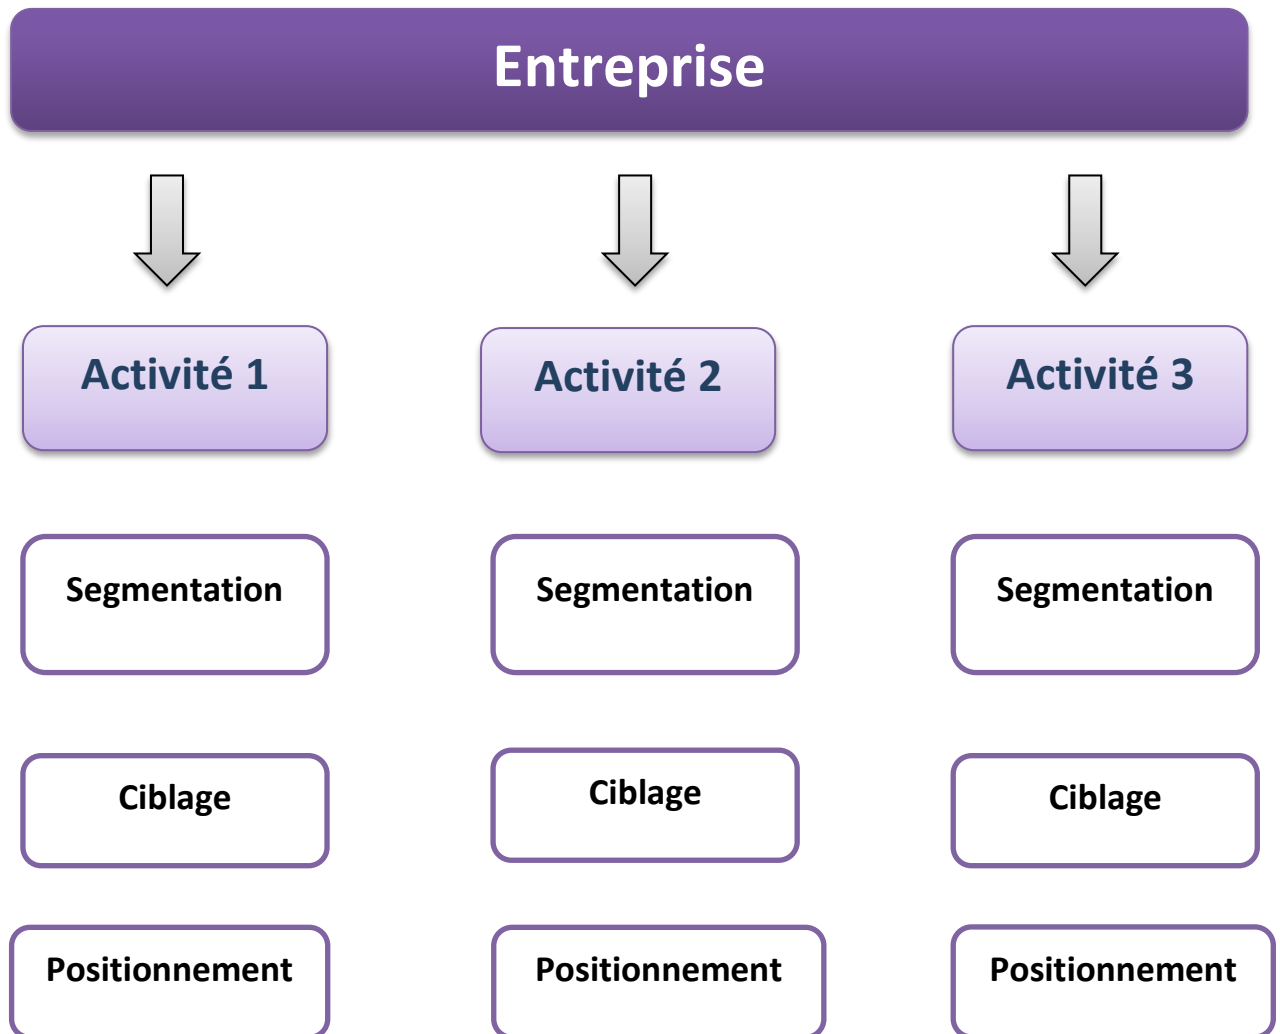 Entreprise
Activité 1
Activité 2
Activité 3
Segmentation
Segmentation
Segmentation
Ciblage
Ciblage
Ciblage
Positionnement
Positionnement
Positionnement